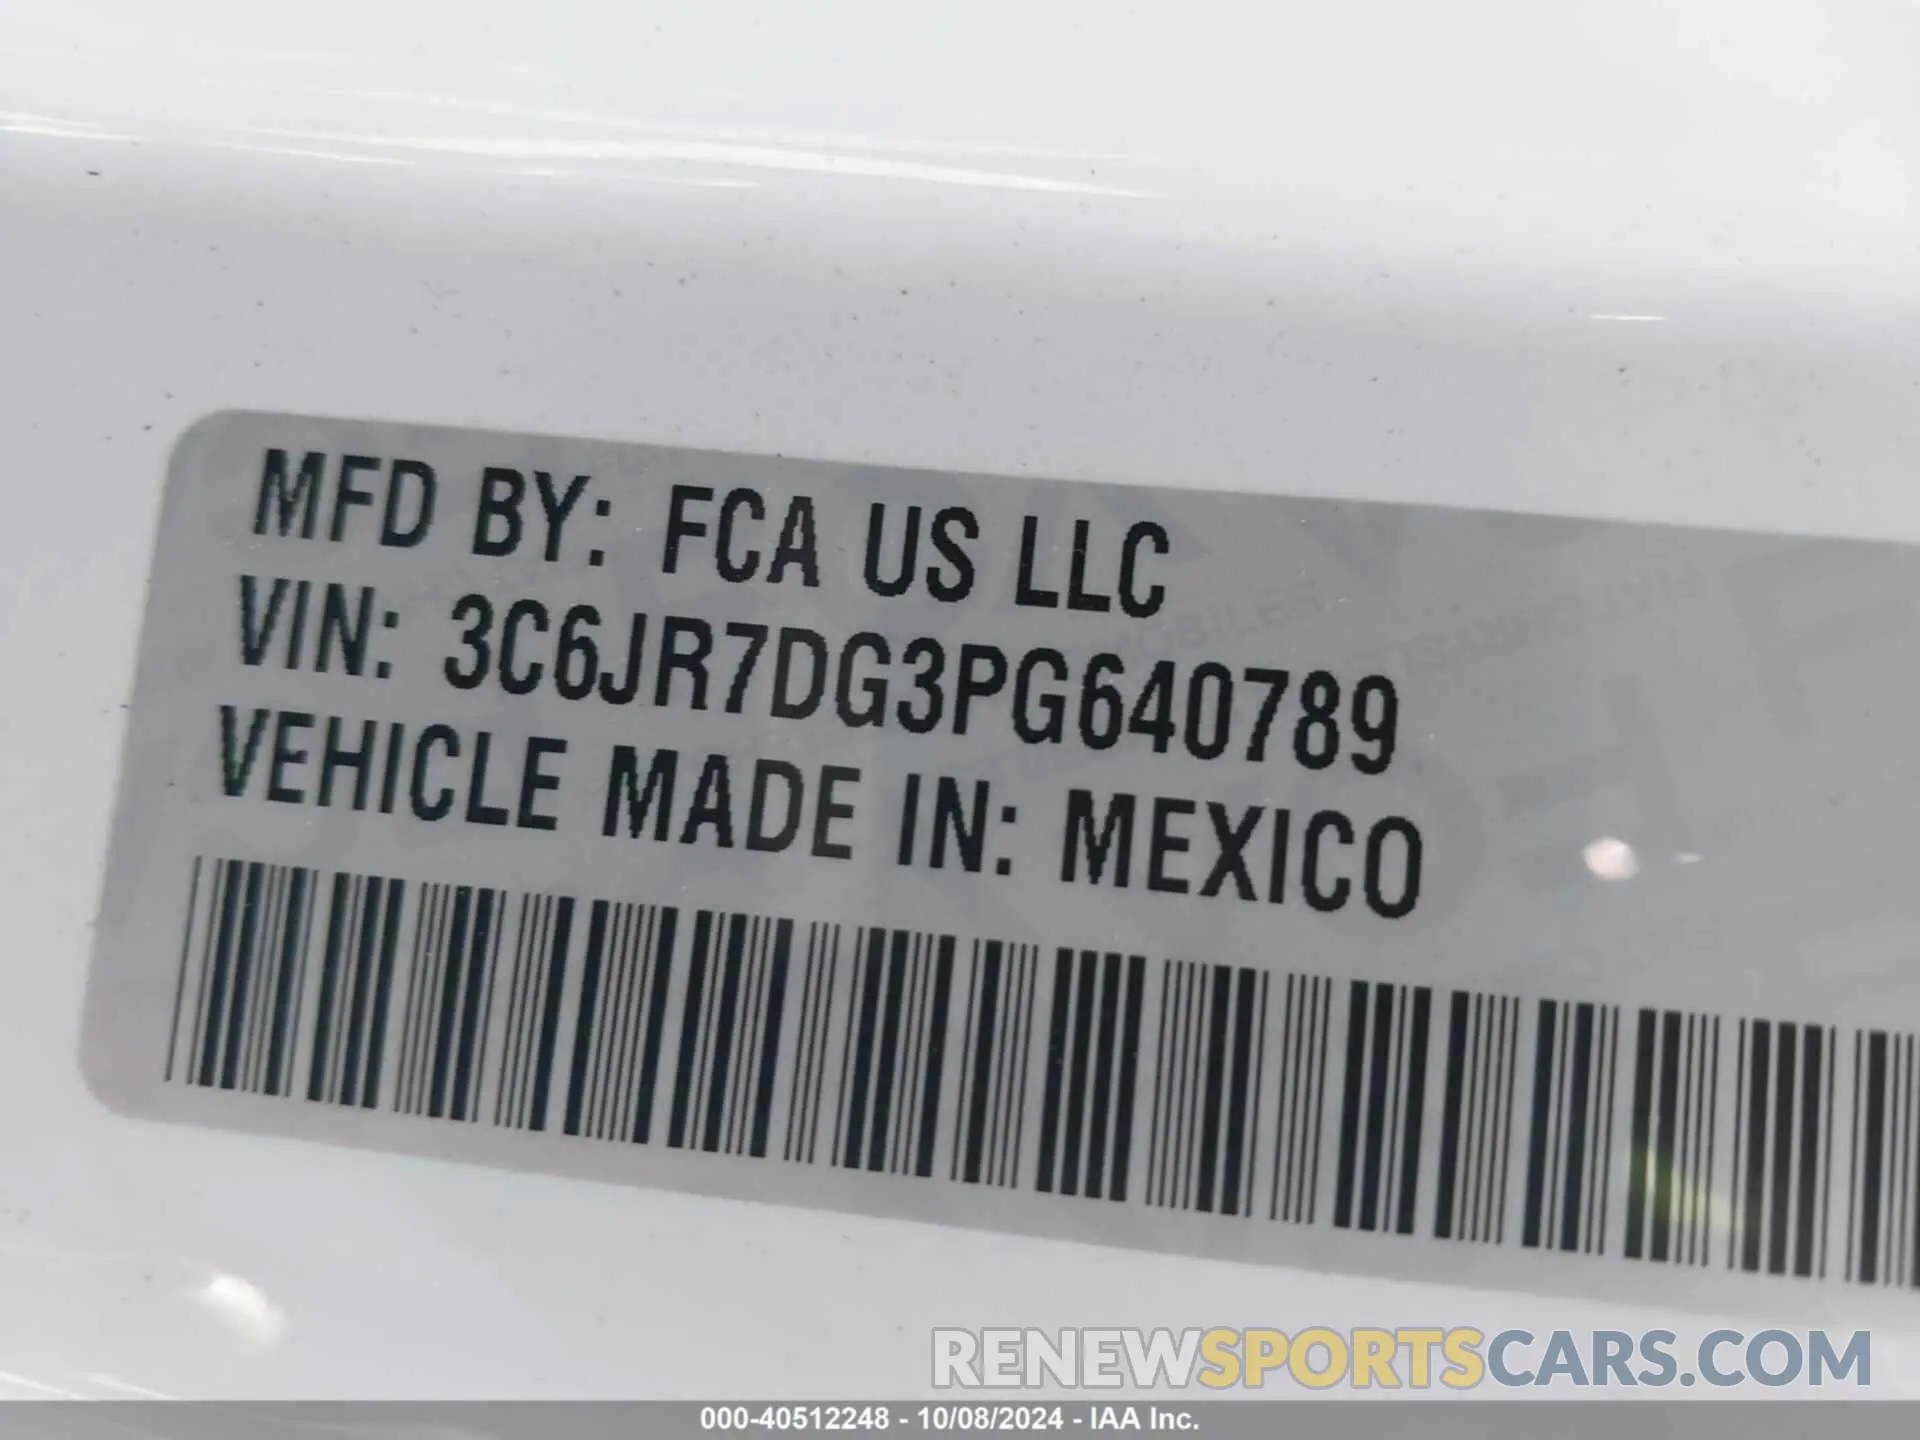 MFD BY: FCA US LLC
VIN: 3C6JR7DG3PG640789
VEHICLE MADE IN: MEXICO
RENEWSPORTSCARS.COM
000-40512248 - 10/08/2024 - IAA Inc.